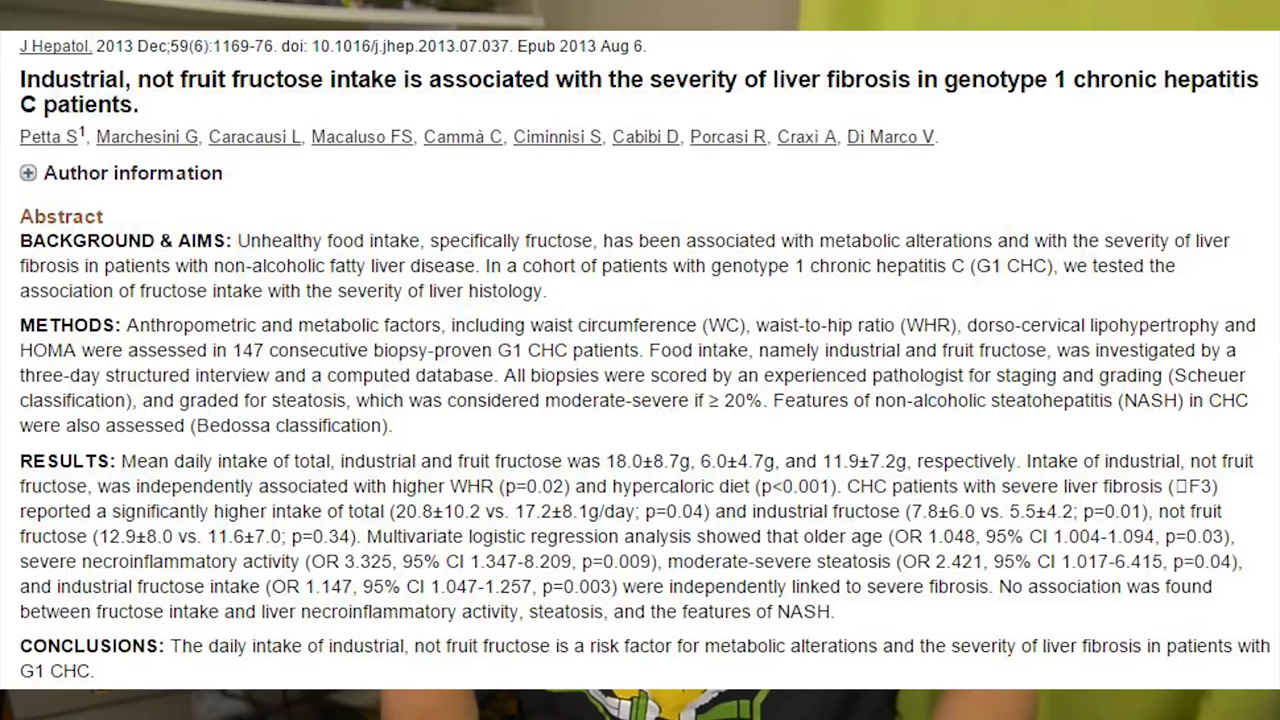 J Hepatol. 2013 Dec;59(6):1169-76. doi: 10.1016/j.jhep.2013.07.037. Epub 2013 Aug 6.
Industrial, not fruit fructose intake is associated with the severity of liver fibrosis in genotype 1 chronic hepatitis
C patients.
Petta S1, Marchesini G, Caracausi L, Macaluso FS, Cammà C, Ciminnisi S, Cabibi D, Porcasi R, Craxì A, Di Marco V.
Author information
Abstract
BACKGROUND & AIMS: Unhealthy food intake, specifically fructose, has been associated with metabolic alterations and with the severity of liver
fibrosis in patients with non-alcoholic fatty liver disease. In a cohort of patients with genotype 1 chronic hepatitis C (G1 CHC), we tested the
association of fructose intake with the severity of liver histology.
METHODS: Anthropometric and metabolic factors, including waist circumference (WC), waist-to-hip ratio (WHR), dorso-cervical lipohypertrophy and
HOMA were assessed in 147 consecutive biopsy-proven G1 CHC patients. Food intake, namely industrial and fruit fructose, was investigated by a
three-day structured interview and a computed database. All biopsies were scored by an experienced pathologist for staging and grading (Scheuer
classification), and graded for steatosis, which was considered moderate-severe if ≥ 20%. Features of non-alcoholic steatohepatitis (NASH) in CHC
were also assessed (Bedossa classification).
RESULTS: Mean daily intake of total, industrial and fruit fructose was 18.0±8.7g, 6.0±4.7g, and 11.9±7.2g, respectively. Intake of industrial, not fruit
fructose, was independently associated with higher WHR (p=0.02) and hypercaloric diet (p<0.001). CHC patients with severe liver fibrosis (□F3)
reported a significantly higher intake of total (20.8±10.2 vs. 17.2±8.1g/day; p=0.04) and industrial fructose (7.8±6.0 vs. 5.5±4.2; p=0.01), not fruit
fructose (12.9±8.0 vs. 11.6±7.0; p=0.34). Multivariate logistic regression analysis showed that older age (OR 1.048, 95% CI 1.004-1.094, p=0.03),
severe necroinflammatory activity (OR 3.325, 95% CI 1.347-8.209, p=0.009), moderate-severe steatosis (OR 2.421, 95% CI 1.017-6.415, p=0.04),
and industrial fructose intake (OR 1.147, 95% CI 1.047-1.257, p=0.003) were independently linked to severe fibrosis. No association was found
between fructose intake and liver necroinflammatory activity, steatosis, and the features of NASH.
CONCLUSIONS: The daily intake of industrial, not fruit fructose is a risk factor for metabolic alterations and the severity of liver fibrosis in patients with
G1 CHC.